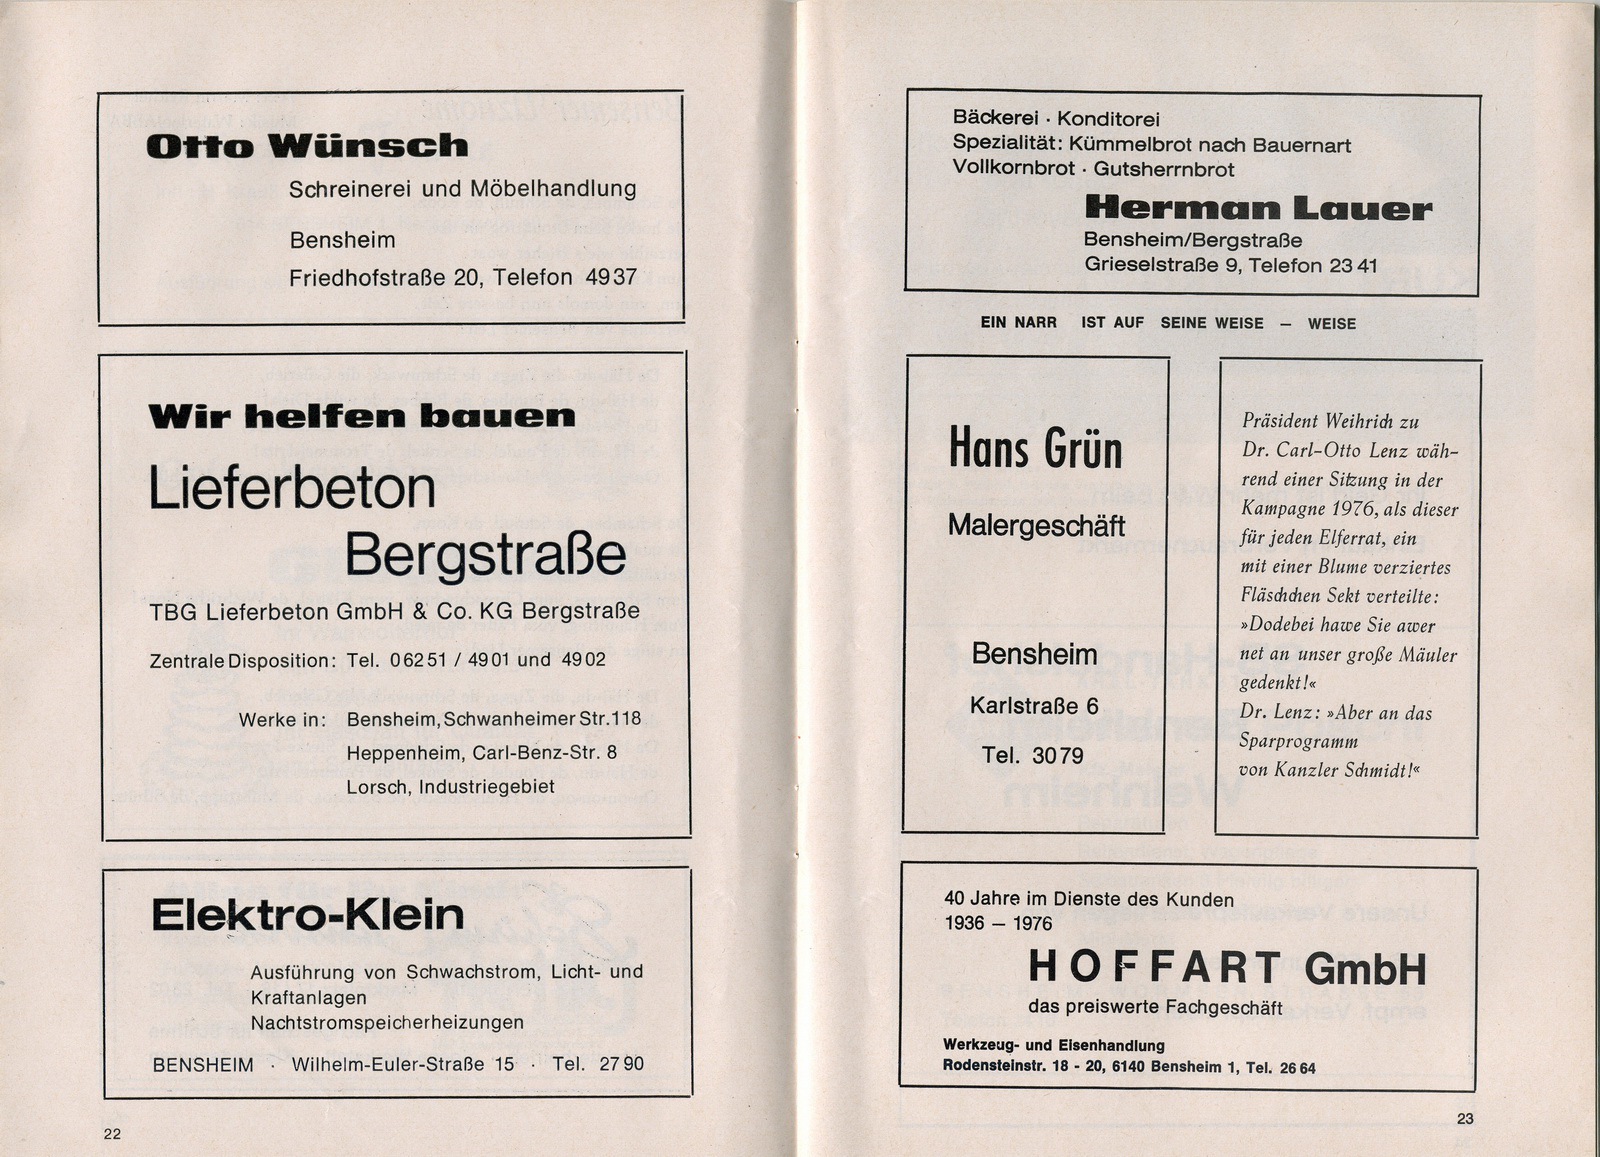 Otto Wünsch
Schreinerei und Möbelhandlung
Bensheim
Friedhofstraße 20, Telefon 4937
Wir helfen bauen
Lieferbeton
Bergstraße
TBG Lieferbeton GmbH & Co. KG Bergstraße
Zentrale Disposition: Tel. 06251 / 4901 und 4902
Werke in: Bensheim, Schwanheimer Str. 118
Heppenheim, Carl-Benz-Str. 8
Lorsch, Industriegebiet
Elektro-Klein
Ausführung von Schwachstrom, Licht- und
Kraftanlagen
Nachtstromspeicherheizungen
BENSHEIM · Wilhelm-Euler-Straße 15 · Tel. 2790
22
Bäckerei · Konditorei
Spezialität: Kümmelbrot nach Bauernart
Vollkornbrot · Gutsherrnbrot
Herman Lauer
Bensheim/Bergstraße
Grieselstraße 9, Telefon 2341
EIN NARR IST AUF SEINE WEISE — WEISE
Hans Grün
Malergeschäft
Bensheim
Karlstraße 6
Tel. 3079
Präsident Weihrich zu
Dr. Carl-Otto Lenz wäh-
rend einer Sitzung in der
Kampagne 1976, als dieser
für jeden Elferrat, ein
mit einer Blume verziertes
Fläschchen Sekt verteilte:
»Dodebei hawe Sie awer
net an unser große Mäuler
gedenkt!«
Dr. Lenz: »Aber an das
Sparprogramm
von Kanzler Schmidt!«
40 Jahre im Dienste des Kunden
1936 — 1976
HOFFART GmbH
das preiswerte Fachgeschäft
Werkzeug- und Eisenhandlung
Rodensteinstr. 18 - 20, 6140 Bensheim 1, Tel. 2664
23